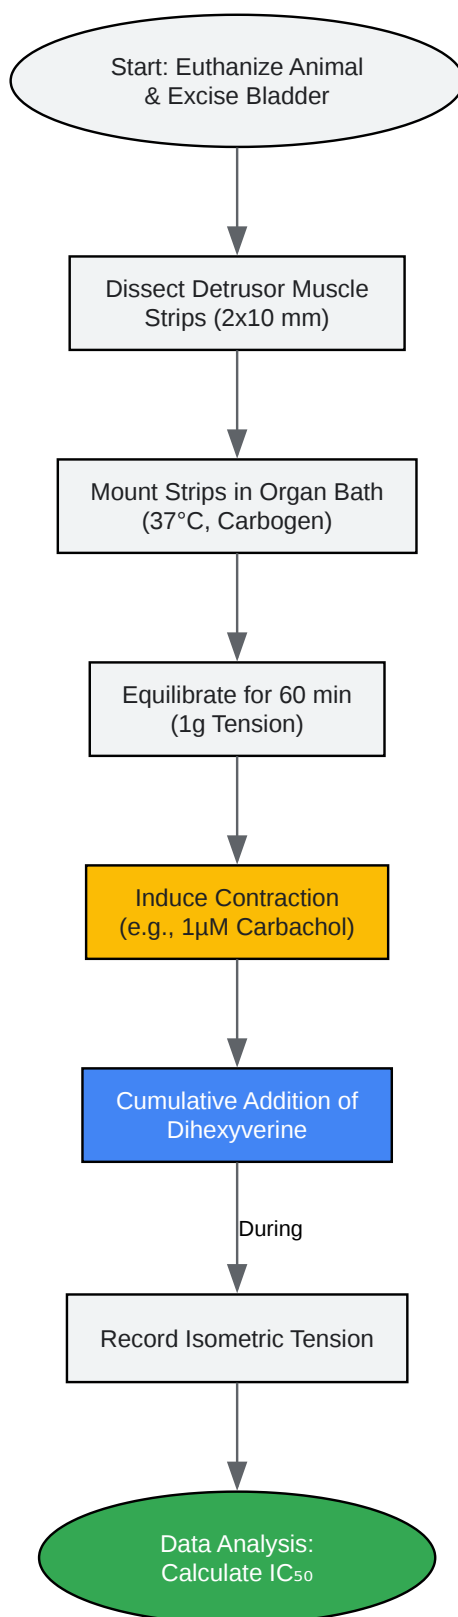 Start: Euthanize Animal
& Excise Bladder
Dissect Detrusor Muscle
Strips (2x10 mm)
Mount Strips in Organ Bath
(37°C, Carbogen)
Equilibrate for 60 min
(1g Tension)
Induce Contraction
(e.g., 1µM Carbachol)
Cumulative Addition of
Dihexyverine
During
Record Isometric Tension
Data Analysis:
Calculate IC₅₀